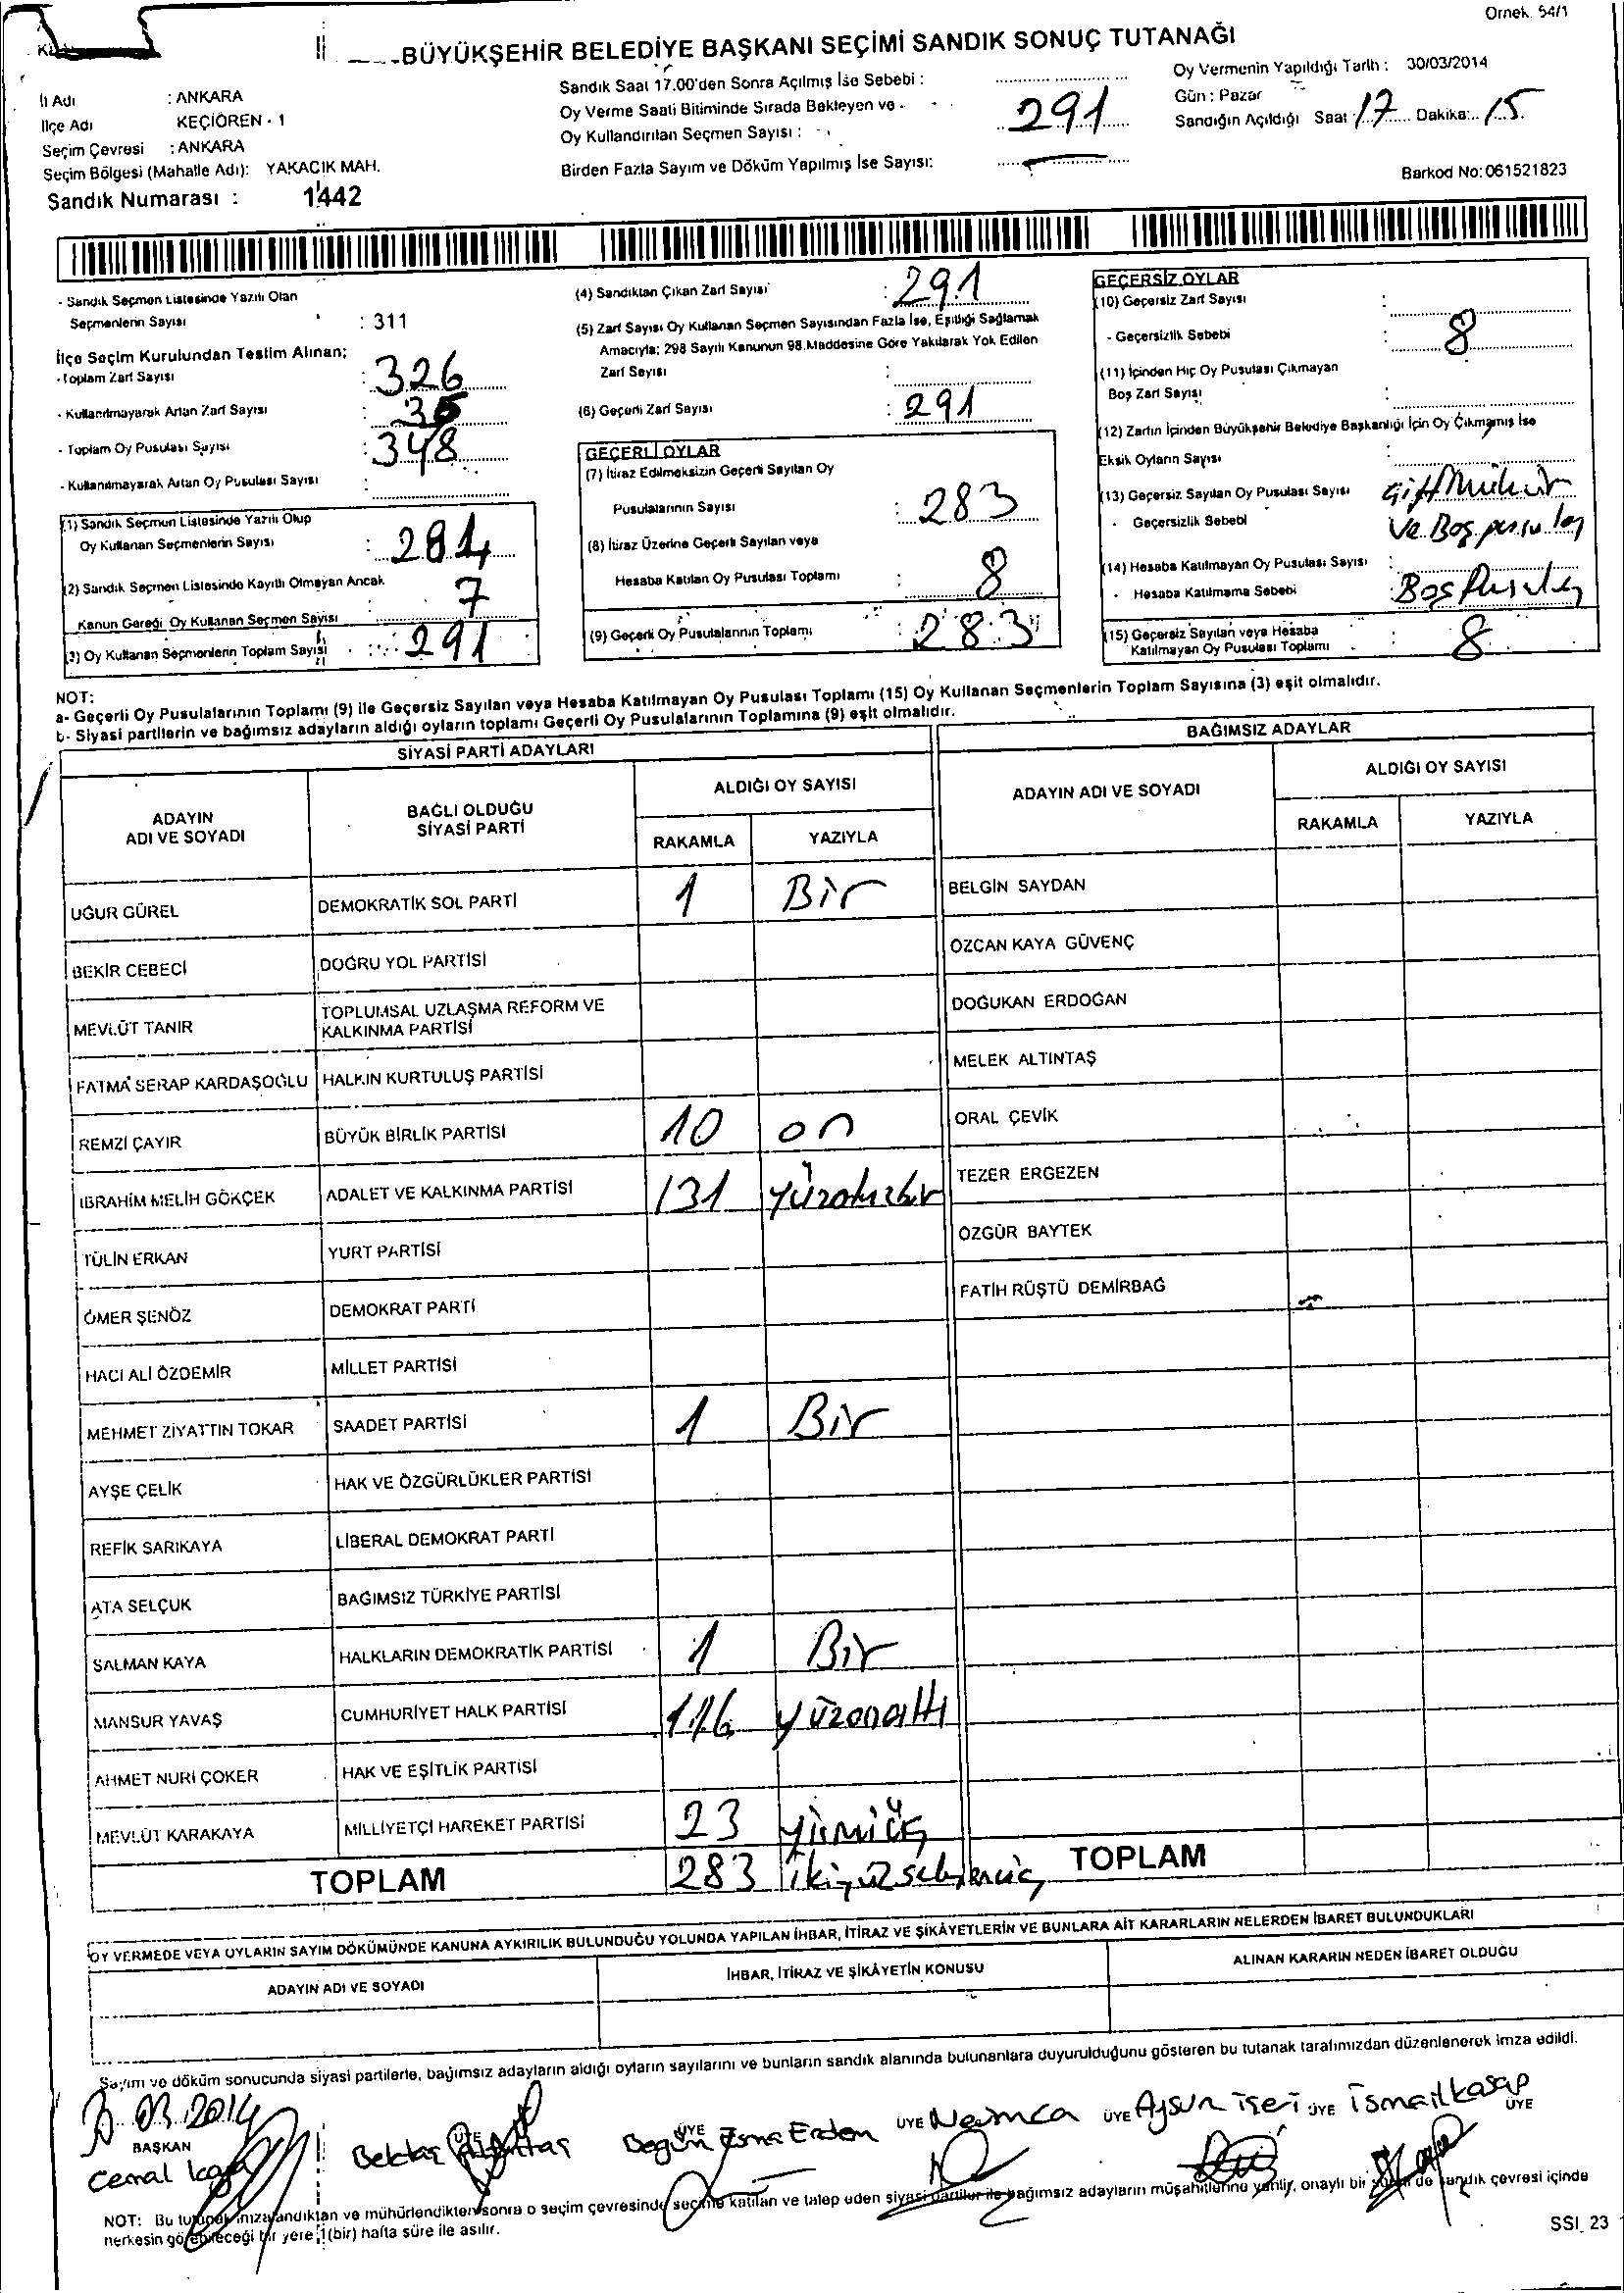 Örnek. 54/1
BÜYÜKŞEHİR BELEDİYE BAŞKANI SEÇİMİ SANDIK SONUÇ TUTANAĞI
İl Adı : ANKARA
İlçe Adı KEÇİÖREN - 1
Seçim Çevresi : ANKARA
Seçim Bölgesi (Mahalle Adı): YAKACIK MAH.
Sandık Numarası : 1442
Sandık Saat 17.00'den Sonra Açılmış İse Sebebi :
Oy Verme Saati Bitiminde Sırada Bekleyen ve
Oy Kullandırılan Seçmen Sayısı : 291
Birden Fazla Sayım ve Döküm Yapılmış İse Sayısı:
Oy Vermenin Yapıldığı Tarih : 30/03/2014
Gün : Pazar
Sandığın Açıldığı Saat : 17 Dakika: 15
Barkod No: 061521823
- Sandık Seçmen Listesinde Yazılı Olan
Seçmenlerin Sayısı : 311
İlçe Seçim Kurulundan Teslim Alınan;
- Toplam Zarf Sayısı : 326
- Kullanılmayarak Artan Zarf Sayısı : 35
- Toplam Oy Pusulası Sayısı : 348
- Kullanılmayarak Artan Oy Pusulası Sayısı :
(1) Sandık Seçmen Listesinde Yazılı Olup
Oy Kullanan Seçmenlerin Sayısı : 284
(2) Sandık Seçmen Listesinde Kayıtlı Olmayan Ancak
Kanun Gereği Oy Kullanan Seçmen Sayısı : 7
(3) Oy Kullanan Seçmenlerin Toplam Sayısı : 291
(4) Sandıktan Çıkan Zarf Sayısı : 291
(5) Zarf Sayısı Oy Kullanan Seçmen Sayısından Fazla İse, Eşitliği Sağlamak
Amacıyla; 298 Sayılı Kanunun 98.Maddesine Göre Yakılarak Yok Edilen
Zarf Sayısı :
(6) Geçerli Zarf Sayısı : 291
GEÇERLİ OYLAR
(7) İtiraz Edilmeksizin Geçerli Sayılan Oy
Pusulalarının Sayısı : 283
(8) İtiraz Üzerine Geçerli Sayılan veya
Hesaba Katılan Oy Pusulası Toplamı : 8
(9) Geçerli Oy Pusulalarının Toplamı : 283
GEÇERSİZ OYLAR
(10) Geçersiz Zarf Sayısı :
- Geçersizlik Sebebi : 8
(11) İçinden Hiç Oy Pusulası Çıkmayan
Boş Zarf Sayısı :
(12) Zarfın İçinden Büyükşehir Belediye Başkanlığı İçin Oy Çıkmamış İse
Eksik Oyların Sayısı :
(13) Geçersiz Sayılan Oy Pusulası Sayısı Çift Mühür
- Geçersizlik Sebebi Ve Boş pusula
(14) Hesaba Katılmayan Oy Pusulası Sayısı :
- Hesaba Katılmama Sebebi Boş Pusula
(15) Geçersiz Sayılan veya Hesaba
Katılmayan Oy Pusulası Toplamı : 8
NOT:
a- Geçerli Oy Pusulalarının Toplamı (9) ile Geçersiz Sayılan veya Hesaba Katılmayan Oy Pusulası Toplamı (15) Oy Kullanan Seçmenlerin Toplam Sayısına (3) eşit olmalıdır.
b- Siyasi partilerin ve bağımsız adayların aldığı oyların toplamı Geçerli Oy Pusulalarının Toplamına (9) eşit olmalıdır.
SİYASİ PARTİ ADAYLARI
ADAYIN ADI VE SOYADI
BAĞLI OLDUĞU SİYASİ PARTİ
ALDIĞI OY SAYISI
RAKAMLA YAZIYLA
UĞUR GÜREL DEMOKRATİK SOL PARTİ 1 Bir
BEKİR CEBECİ DOĞRU YOL PARTİSİ
MEVLÜT TANIR TOPLUMSAL UZLAŞMA REFORM VE KALKINMA PARTİSİ
FATMA SERAP KARDAŞOĞLU HALKIN KURTULUŞ PARTİSİ
REMZİ ÇAYIR BÜYÜK BİRLİK PARTİSİ 10 on
İBRAHİM MELİH GÖKÇEK ADALET VE KALKINMA PARTİSİ 131 yüzotuzbir
TÜLİN ERKAN YURT PARTİSİ
ÖMER ŞENÖZ DEMOKRAT PARTİ
HACI ALİ ÖZDEMİR MİLLET PARTİSİ
MEHMET ZİYATTİN TOKAR SAADET PARTİSİ 1 Bir
AYŞE ÇELİK HAK VE ÖZGÜRLÜKLER PARTİSİ
REFİK SARIKAYA LİBERAL DEMOKRAT PARTİ
ATA SELÇUK BAĞIMSIZ TÜRKİYE PARTİSİ
SALMAN KAYA HALKLARIN DEMOKRATİK PARTİSİ 1 Bir
MANSUR YAVAŞ CUMHURİYET HALK PARTİSİ 116 yüzonaltı
AHMET NURİ ÇOKER HAK VE EŞİTLİK PARTİSİ
MEVLÜT KARAKAYA MİLLİYETÇİ HAREKET PARTİSİ 23 yirmiüç
TOPLAM 283 ikiyüzseksenüç
BAĞIMSIZ ADAYLAR
ADAYIN ADI VE SOYADI
ALDIĞI OY SAYISI
RAKAMLA YAZIYLA
BELGİN SAYDAN
ÖZCAN KAYA GÜVENÇ
DOĞUKAN ERDOĞAN
MELEK ALTINTAŞ
ORAL ÇEVİK
TEZER ERGEZEN
ÖZGÜR BAYTEK
FATİH RÜŞTÜ DEMİRBAĞ
TOPLAM
OY VERMEDE VEYA OYLARIN SAYIM DÖKÜMÜNDE KANUNA AYKIRILIK BULUNDUĞU YOLUNDA YAPILAN İHBAR, İTİRAZ VE ŞİKÂYETLERİN VE BUNLARA AİT KARARLARIN NELERDEN İBARET BULUNDUKLARI
ADAYIN ADI VE SOYADI İHBAR, İTİRAZ VE ŞİKÂYETİN KONUSU ALINAN KARARIN NEDEN İBARET OLDUĞU
Sayım ve döküm sonucunda siyasi partilerle, bağımsız adayların aldığı oyların sayılarını ve bunların sandık alanında bulunanlara duyurulduğunu gösteren bu tutanak tarafımızdan düzenlenerek imza edildi.
03.2014
BAŞKAN ÜYE ÜYE ÜYE ÜYE ÜYE ÜYE
Cemal Bektaş Begün Esma Erdem Aysun İsmail Kasap
NOT: Bu tutanak imzalandıktan ve mühürlendikten sonra o seçim çevresinde seçime katılan ve talep eden siyasi partiler ile bağımsız adayların müşahitlerine verilir, onaylı bir sureti de sandık çevresi içinde
herkesin görebileceği bir yere 1 (bir) hafta süre ile asılır.
SSI_23